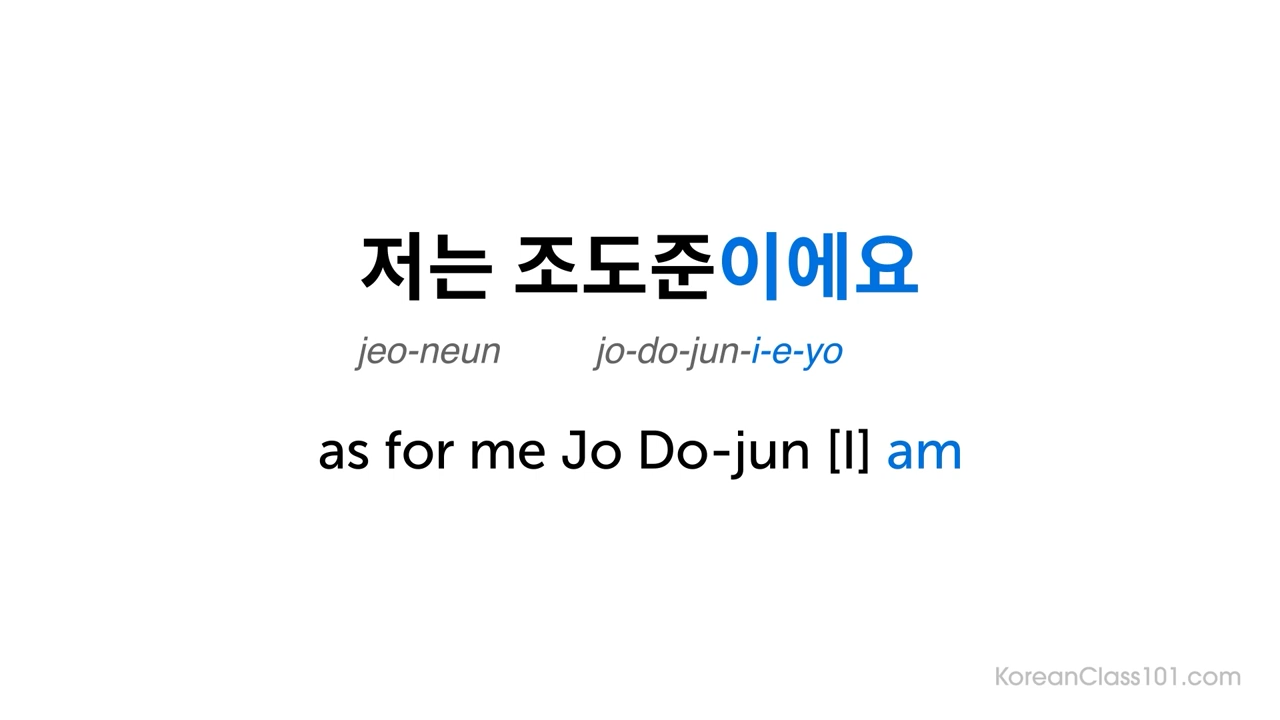 저는 조도준이에요
jeo-neun jo-do-jun-i-e-yo
as for me Jo Do-jun [I] am
KoreanClass101.com